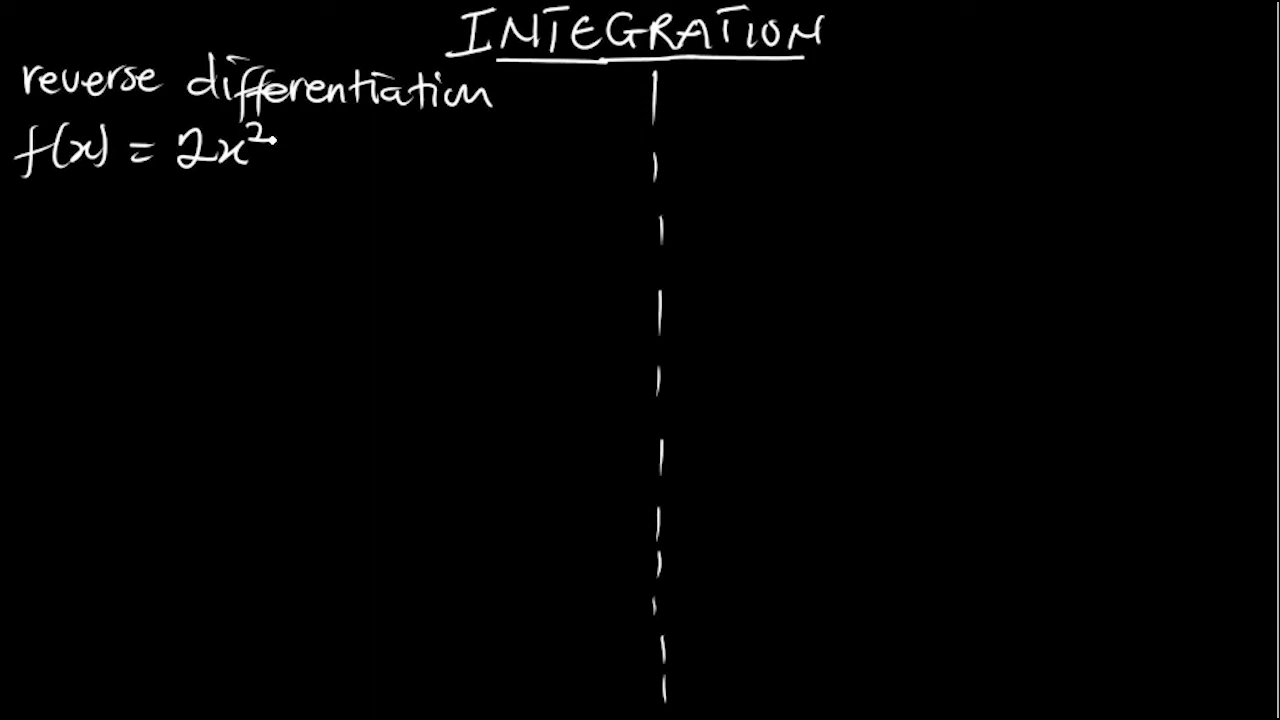 INTEGRATION
reverse differentiation
f(x) = 2x²